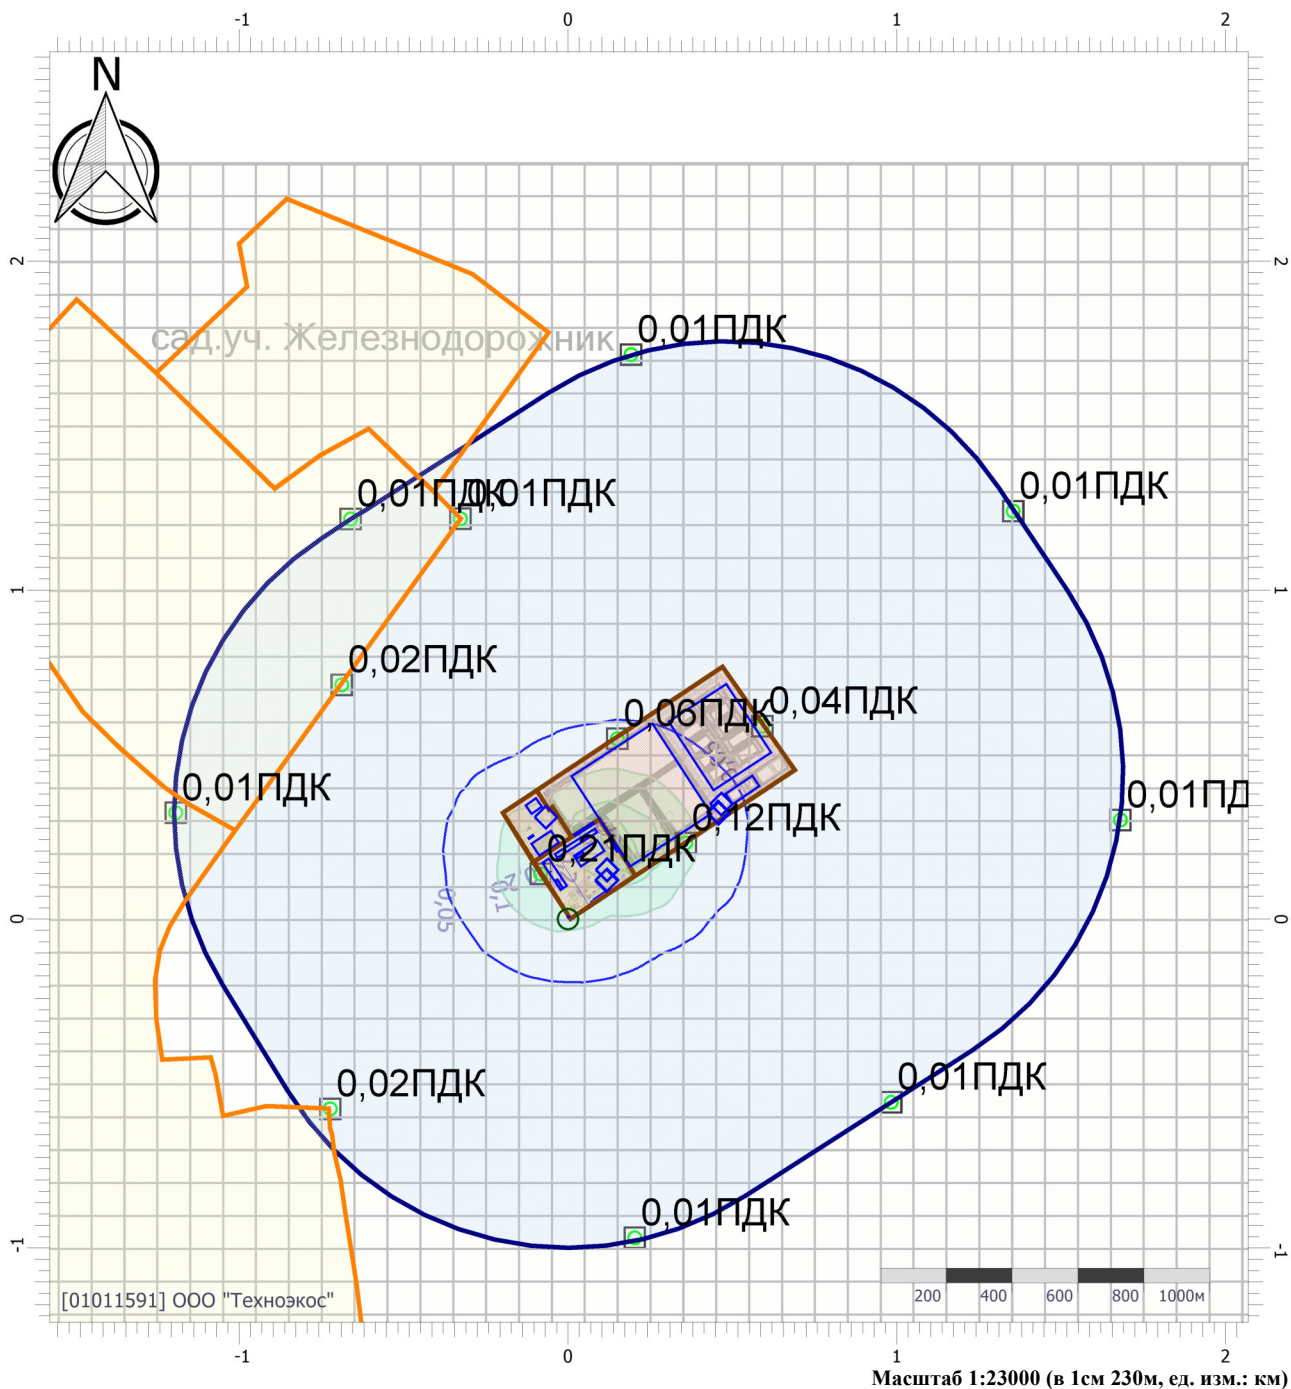 -1 0 1 2
N
2 2
сад.уч. Железнодорожник
0,01ПДК
0,01ПДК
0,01ПДК
0,01ПДК
1 1
0,02ПДК
0,06ПДК
0,04ПДК
0,01ПДК
0,12ПДК
0,01ПД
0,21ПДК
0,2
0,1
0,05
0 0
0,02ПДК
0,01ПДК
0,01ПДК
-1 -1
200 400 600 800 1000м
[01011591] ООО "Техноэкос"
-1 0 1 2
Масштаб 1:23000 (в 1см 230м, ед. изм.: км)